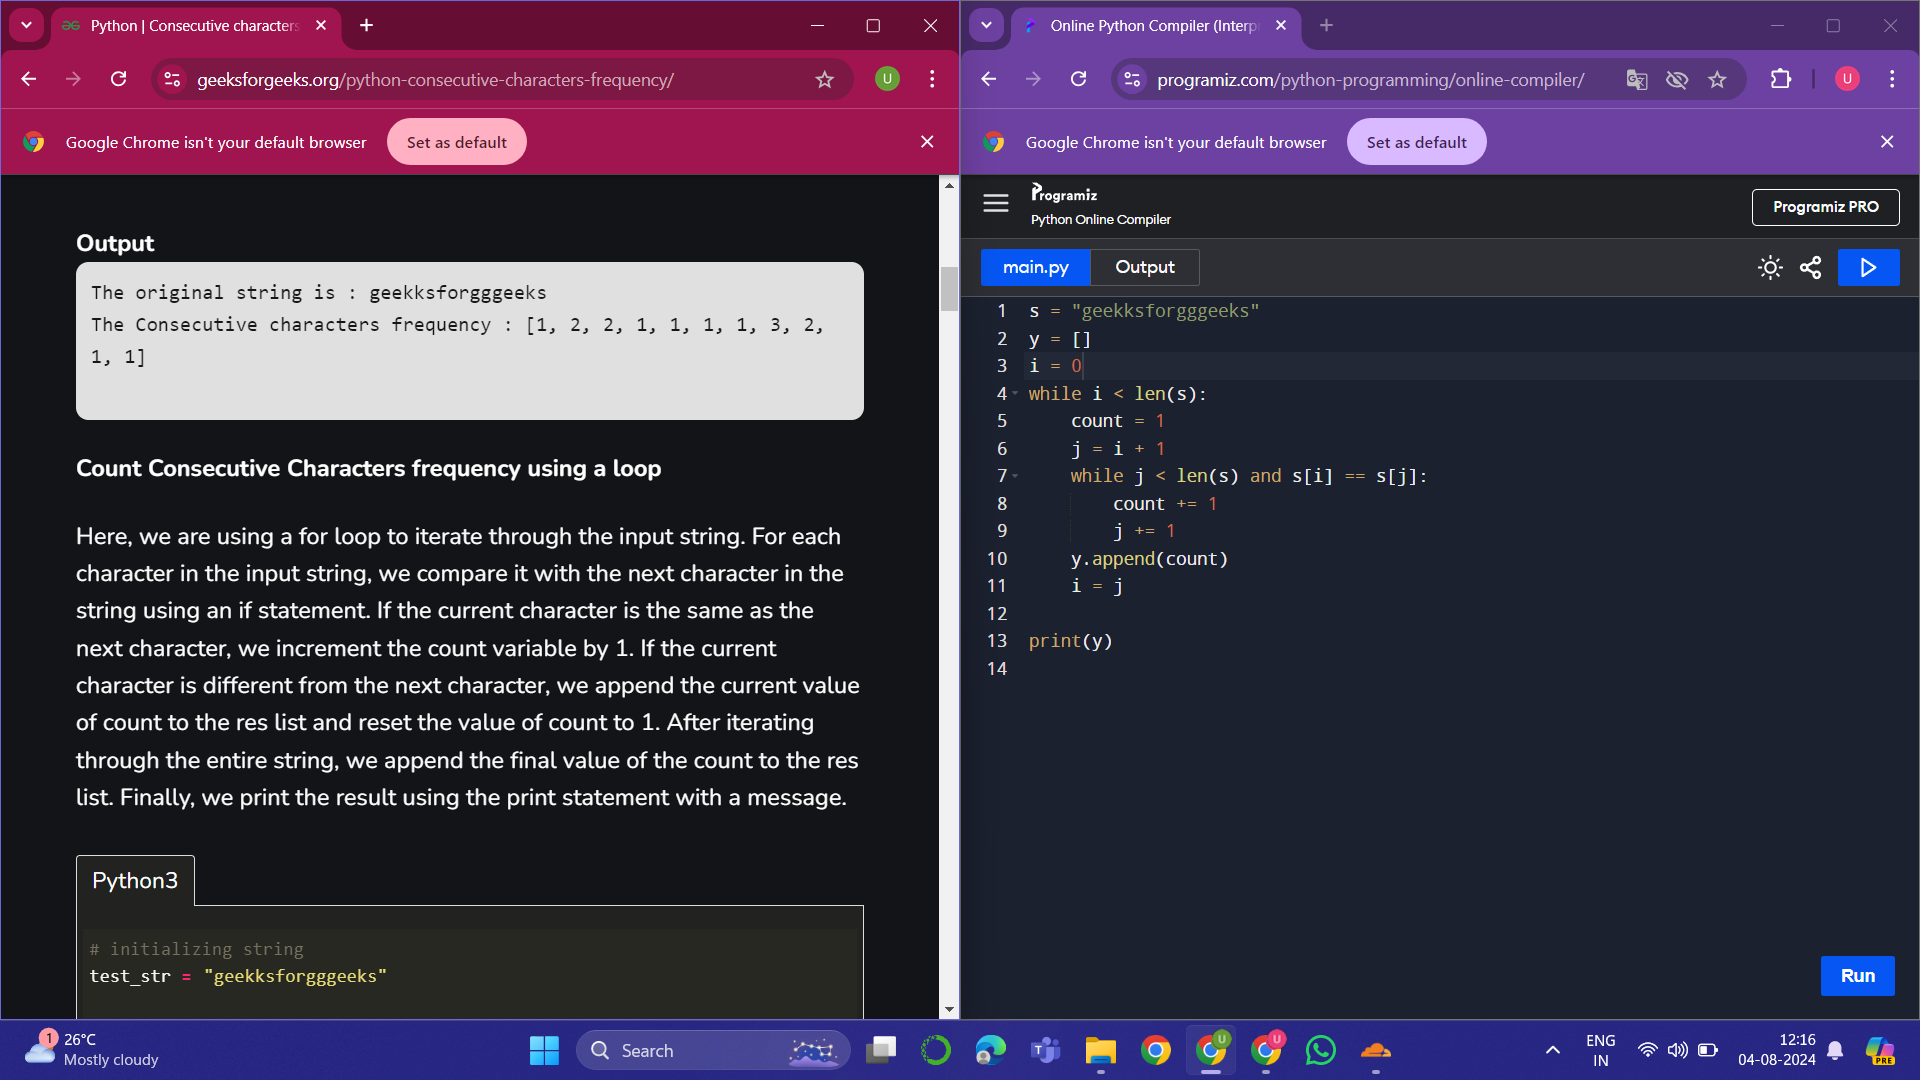 Python | Consecutive characters
geeksforgeeks.org/python-consecutive-characters-frequency/
U
Google Chrome isn't your default browser
Set as default
Output
The original string is : geekksforgggeeks
The Consecutive characters frequency : [1, 2, 2, 1, 1, 1, 1, 3, 2,
1, 1]
Count Consecutive Characters frequency using a loop
Here, we are using a for loop to iterate through the input string. For each
character in the input string, we compare it with the next character in the
string using an if statement. If the current character is the same as the
next character, we increment the count variable by 1. If the current
character is different from the next character, we append the current value
of count to the res list and reset the value of count to 1. After iterating
through the entire string, we append the final value of the count to the res
list. Finally, we print the result using the print statement with a message.
Python3
# initializing string
test_str = "geekksforgggeeks"
Online Python Compiler (Interp
programiz.com/python-programming/online-compiler/
U
Google Chrome isn't your default browser
Set as default
Programiz
Python Online Compiler
Programiz PRO
main.py
Output
1 s = "geekksforgggeeks"
2 y = []
3 i = 0
4 while i < len(s):
5 count = 1
6 j = i + 1
7 while j < len(s) and s[i] == s[j]:
8 count += 1
9 j += 1
10 y.append(count)
11 i = j
12
13 print(y)
14
Run
1
26°C
Mostly cloudy
Search
U
U
ENG
IN
12:16
04-08-2024
PRE